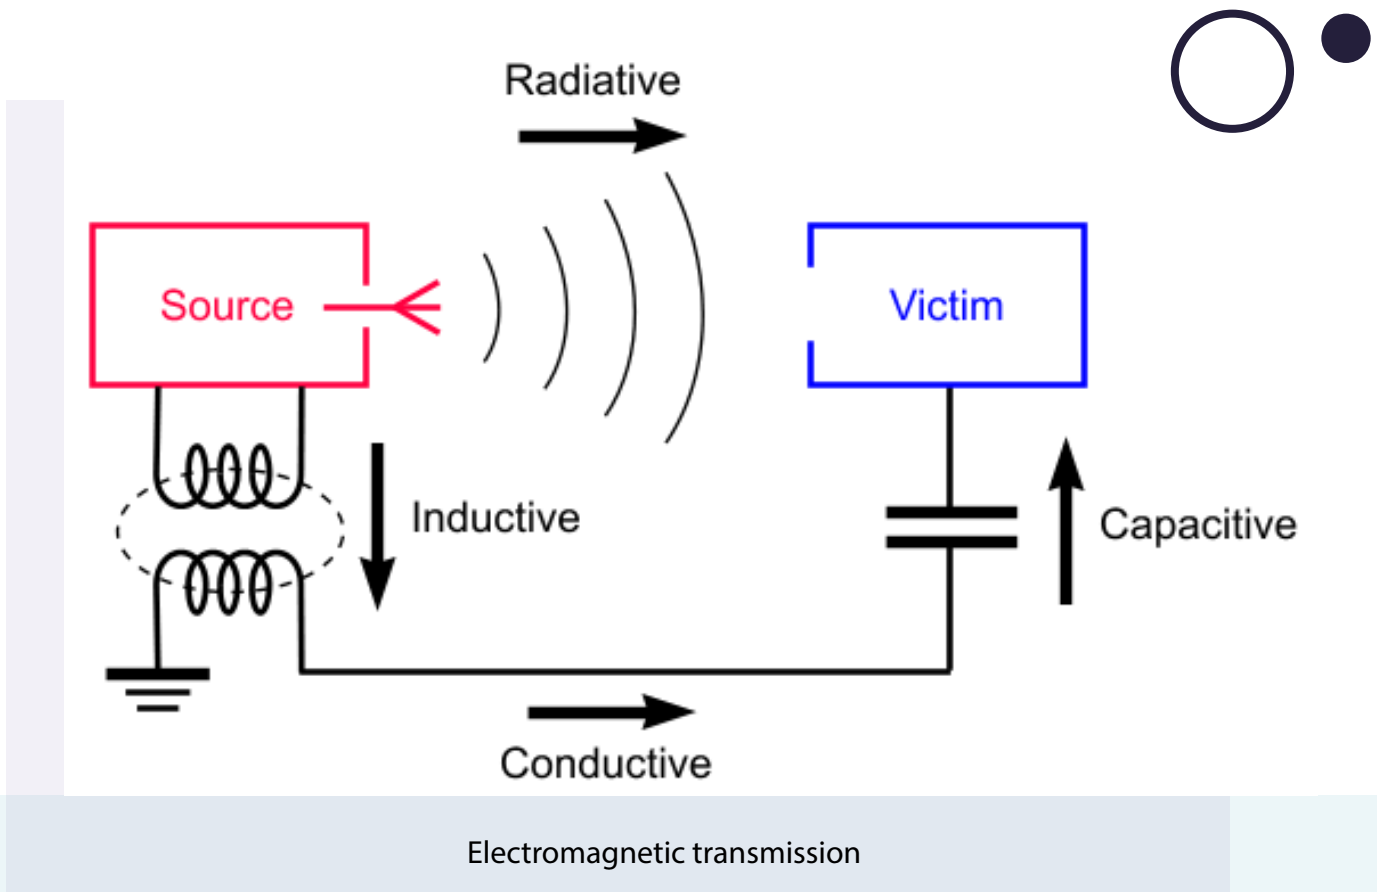 Radiative
Source
Victim
Inductive
Capacitive
Conductive
Electromagnetic transmission